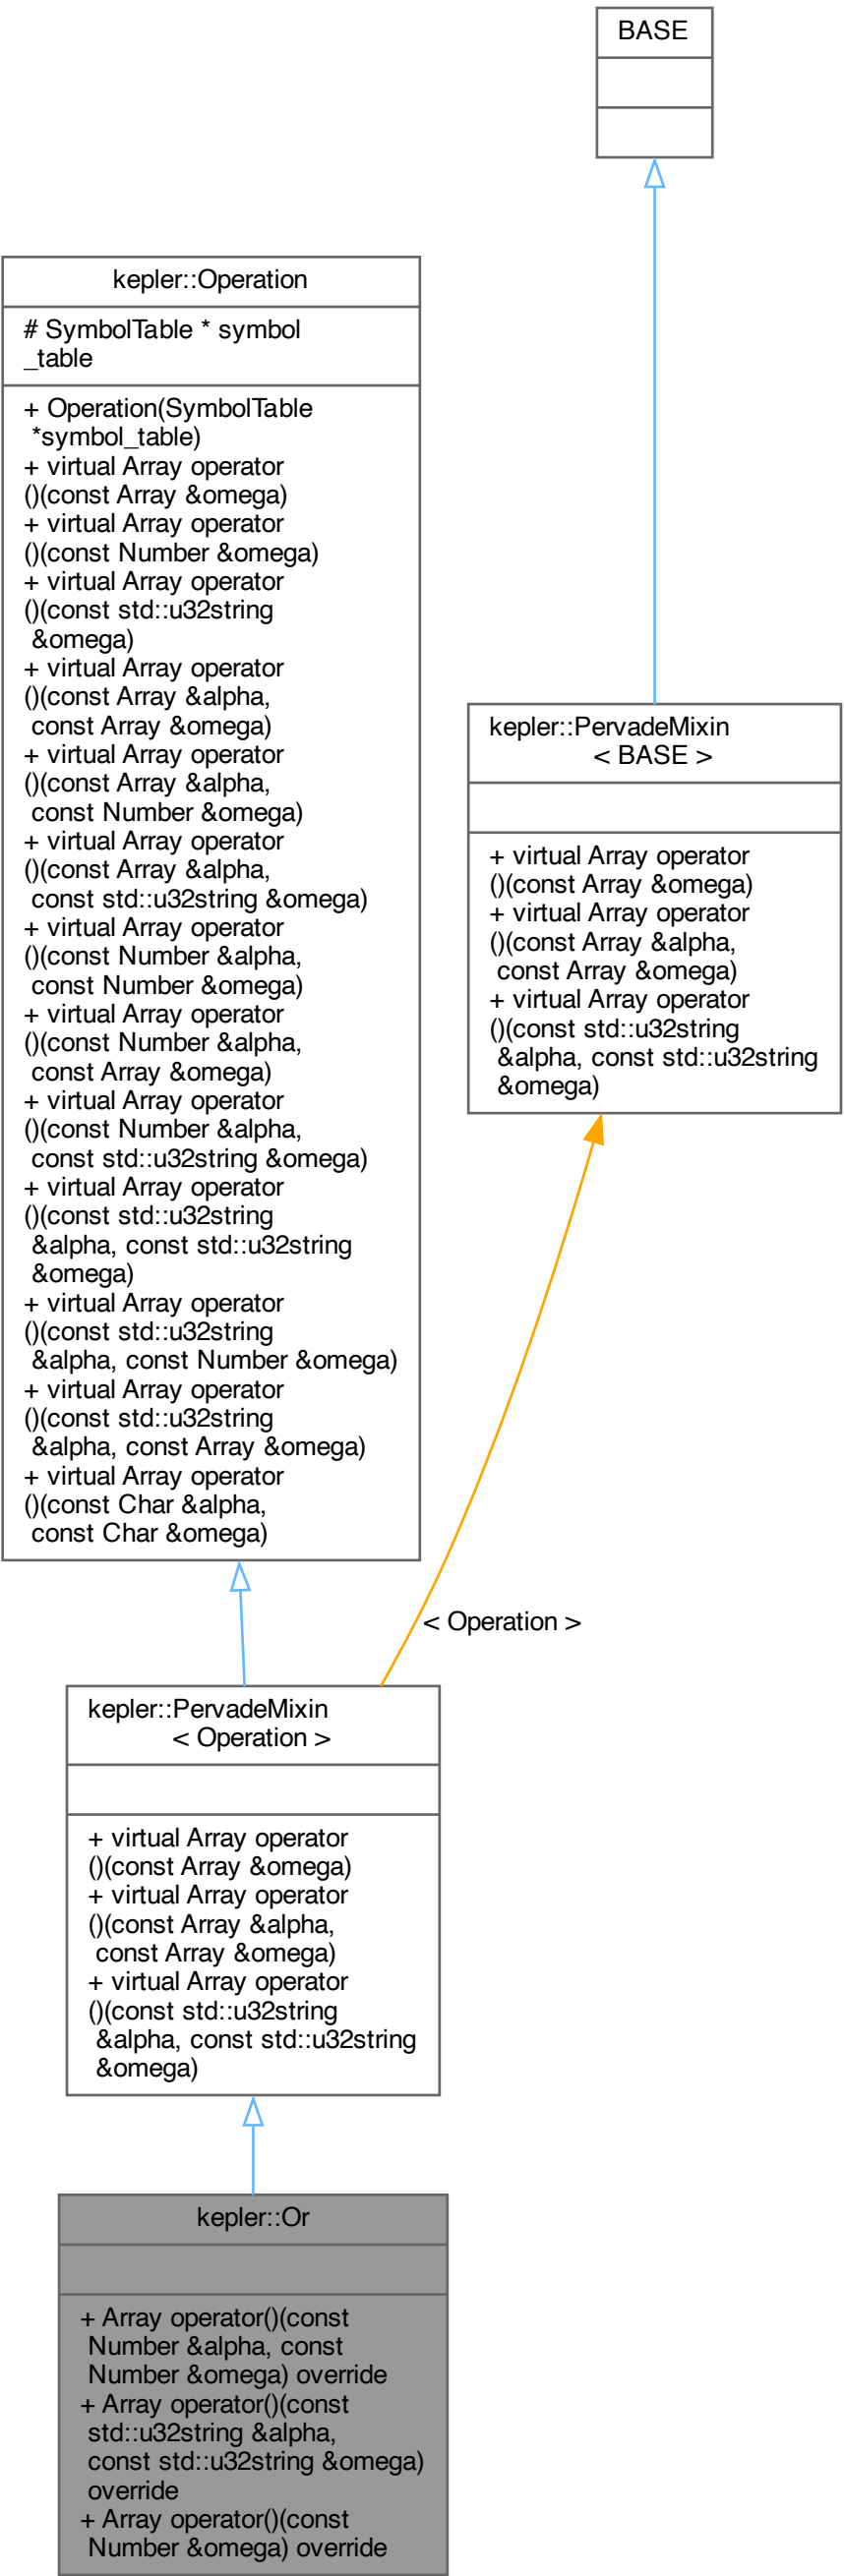 BASE
kepler::Operation
# SymbolTable * symbol
_table
+ Operation(SymbolTable
*symbol_table)
+ virtual Array operator
()(const Array &omega)
+ virtual Array operator
()(const Number &omega)
+ virtual Array operator
()(const std::u32string
&omega)
+ virtual Array operator
()(const Array &alpha,
const Array &omega)
+ virtual Array operator
()(const Array &alpha,
const Number &omega)
+ virtual Array operator
()(const Array &alpha,
const std::u32string &omega)
+ virtual Array operator
()(const Number &alpha,
const Number &omega)
+ virtual Array operator
()(const Number &alpha,
const Array &omega)
+ virtual Array operator
()(const Number &alpha,
const std::u32string &omega)
+ virtual Array operator
()(const std::u32string
&alpha, const std::u32string
&omega)
+ virtual Array operator
()(const std::u32string
&alpha, const Number &omega)
+ virtual Array operator
()(const std::u32string
&alpha, const Array &omega)
+ virtual Array operator
()(const Char &alpha,
const Char &omega)
kepler::PervadeMixin
< BASE >
+ virtual Array operator
()(const Array &omega)
+ virtual Array operator
()(const Array &alpha,
const Array &omega)
+ virtual Array operator
()(const std::u32string
&alpha, const std::u32string
&omega)
< Operation >
kepler::PervadeMixin
< Operation >
+ virtual Array operator
()(const Array &omega)
+ virtual Array operator
()(const Array &alpha,
const Array &omega)
+ virtual Array operator
()(const std::u32string
&alpha, const std::u32string
&omega)
kepler::Or
+ Array operator()(const
Number &alpha, const
Number &omega) override
+ Array operator()(const
std::u32string &alpha,
const std::u32string &omega)
override
+ Array operator()(const
Number &omega) override